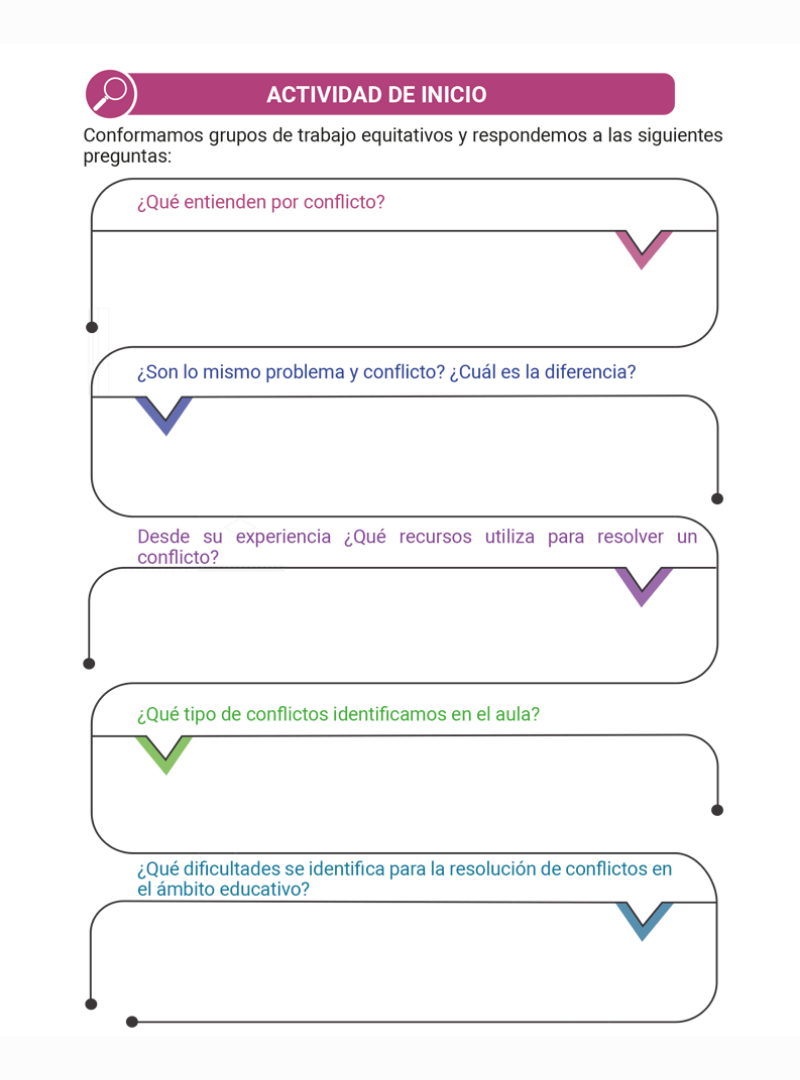 ACTIVIDAD DE INICIO
Conformamos grupos de trabajo equitativos y respondemos a las siguientes
preguntas:
¿Qué entienden por conflicto?
¿Son lo mismo problema y conflicto? ¿Cuál es la diferencia?
Desde su experiencia ¿Qué recursos utiliza para resolver un
conflicto?
¿Qué tipo de conflictos identificamos en el aula?
¿Qué dificultades se identifica para la resolución de conflictos en
el ámbito educativo?